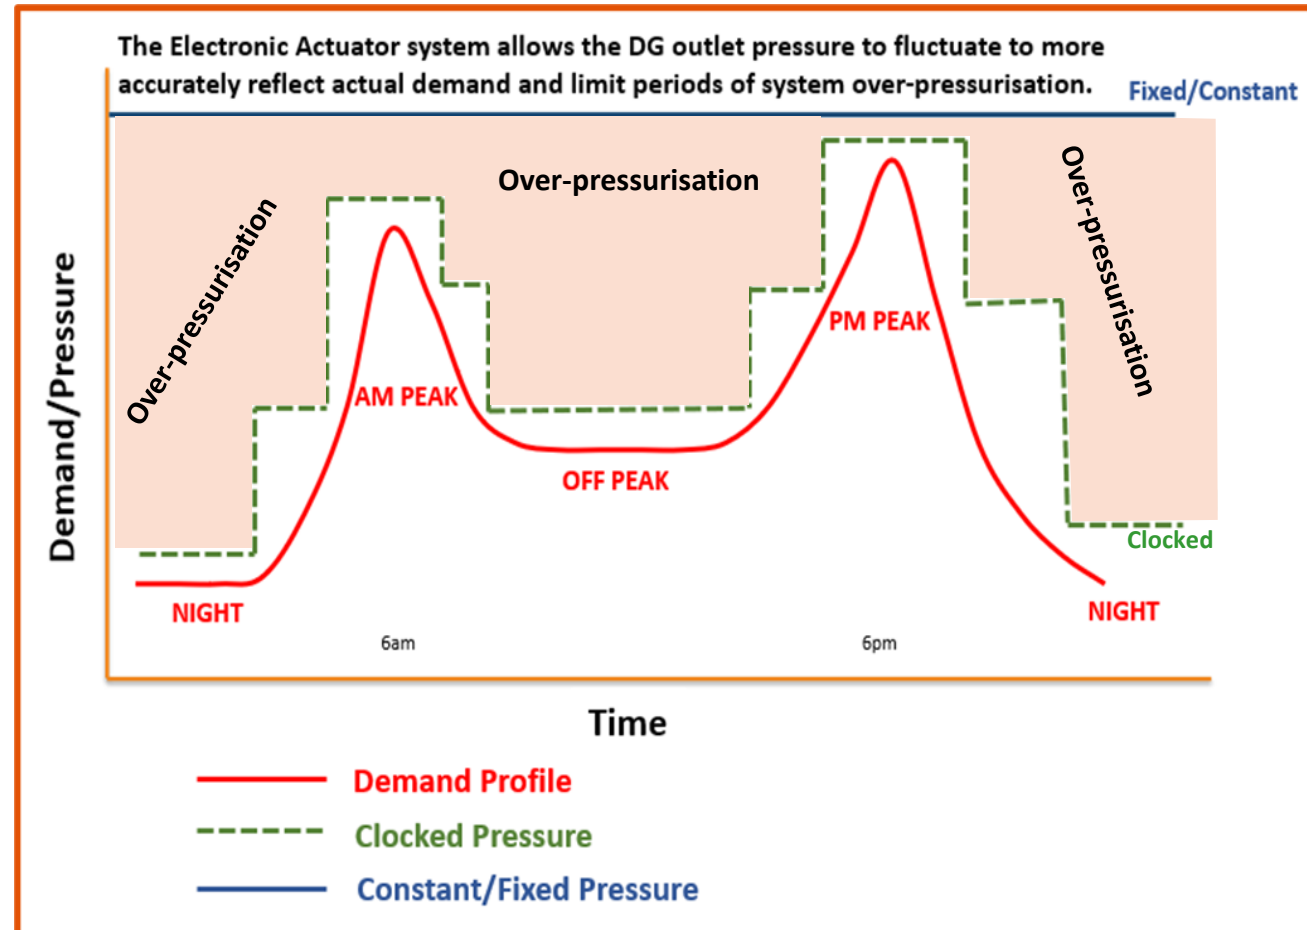 The Electronic Actuator system allows the DG outlet pressure to fluctuate to more
accurately reflect actual demand and limit periods of system over-pressurisation.
Fixed/Constant
Over-pressurisation
Over-pressurisation
Over-pressurisation
Demand/Pressure
AM PEAK
PM PEAK
OFF PEAK
Clocked
NIGHT
NIGHT
6am
6pm
Time
Demand Profile
Clocked Pressure
Constant/Fixed Pressure